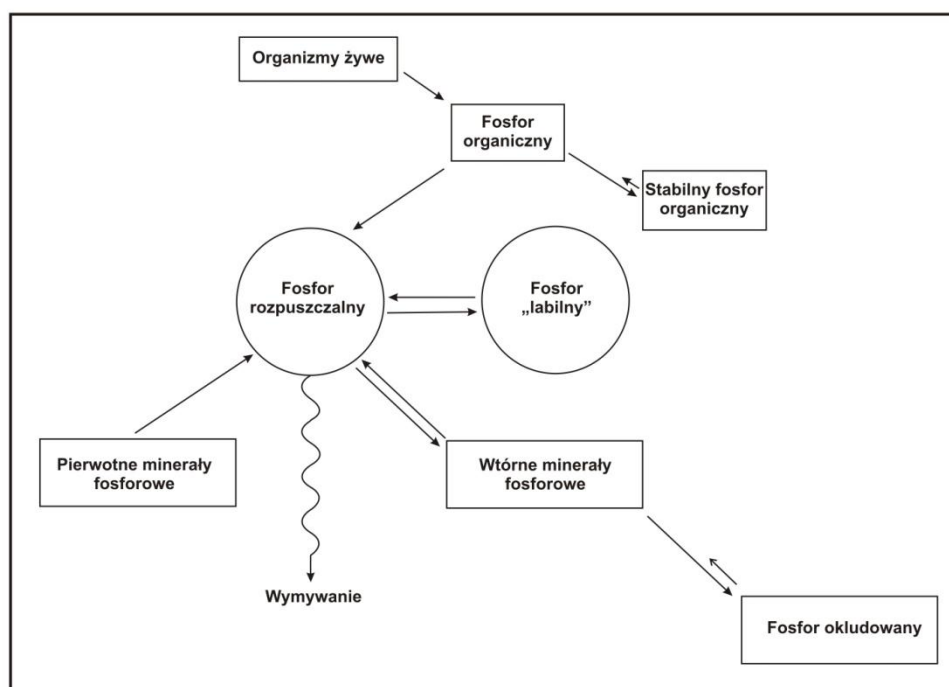 Organizmy żywe
Fosfor
organiczny
Stabilny fosfor
organiczny
Fosfor
rozpuszczalny
Fosfor
„labilny”
Pierwotne minerały
fosforowe
Wtórne minerały
fosforowe
Wymywanie
Fosfor okludowany